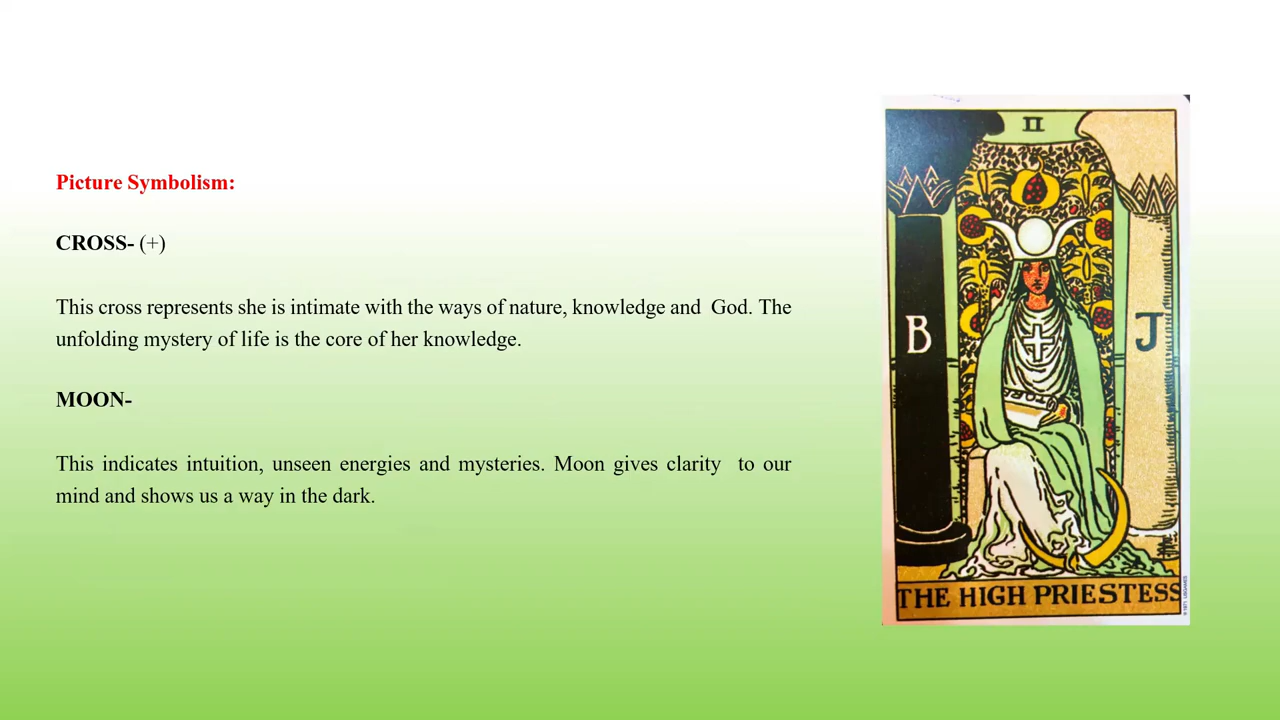 Picture Symbolism:
CROSS- (+)
This cross represents she is intimate with the ways of nature, knowledge and  God. The
unfolding mystery of life is the core of her knowledge.
MOON-
This indicates intuition, unseen energies and mysteries. Moon gives clarity  to our
mind and shows us a way in the dark.
II
B
J
THE HIGH PRIESTESS